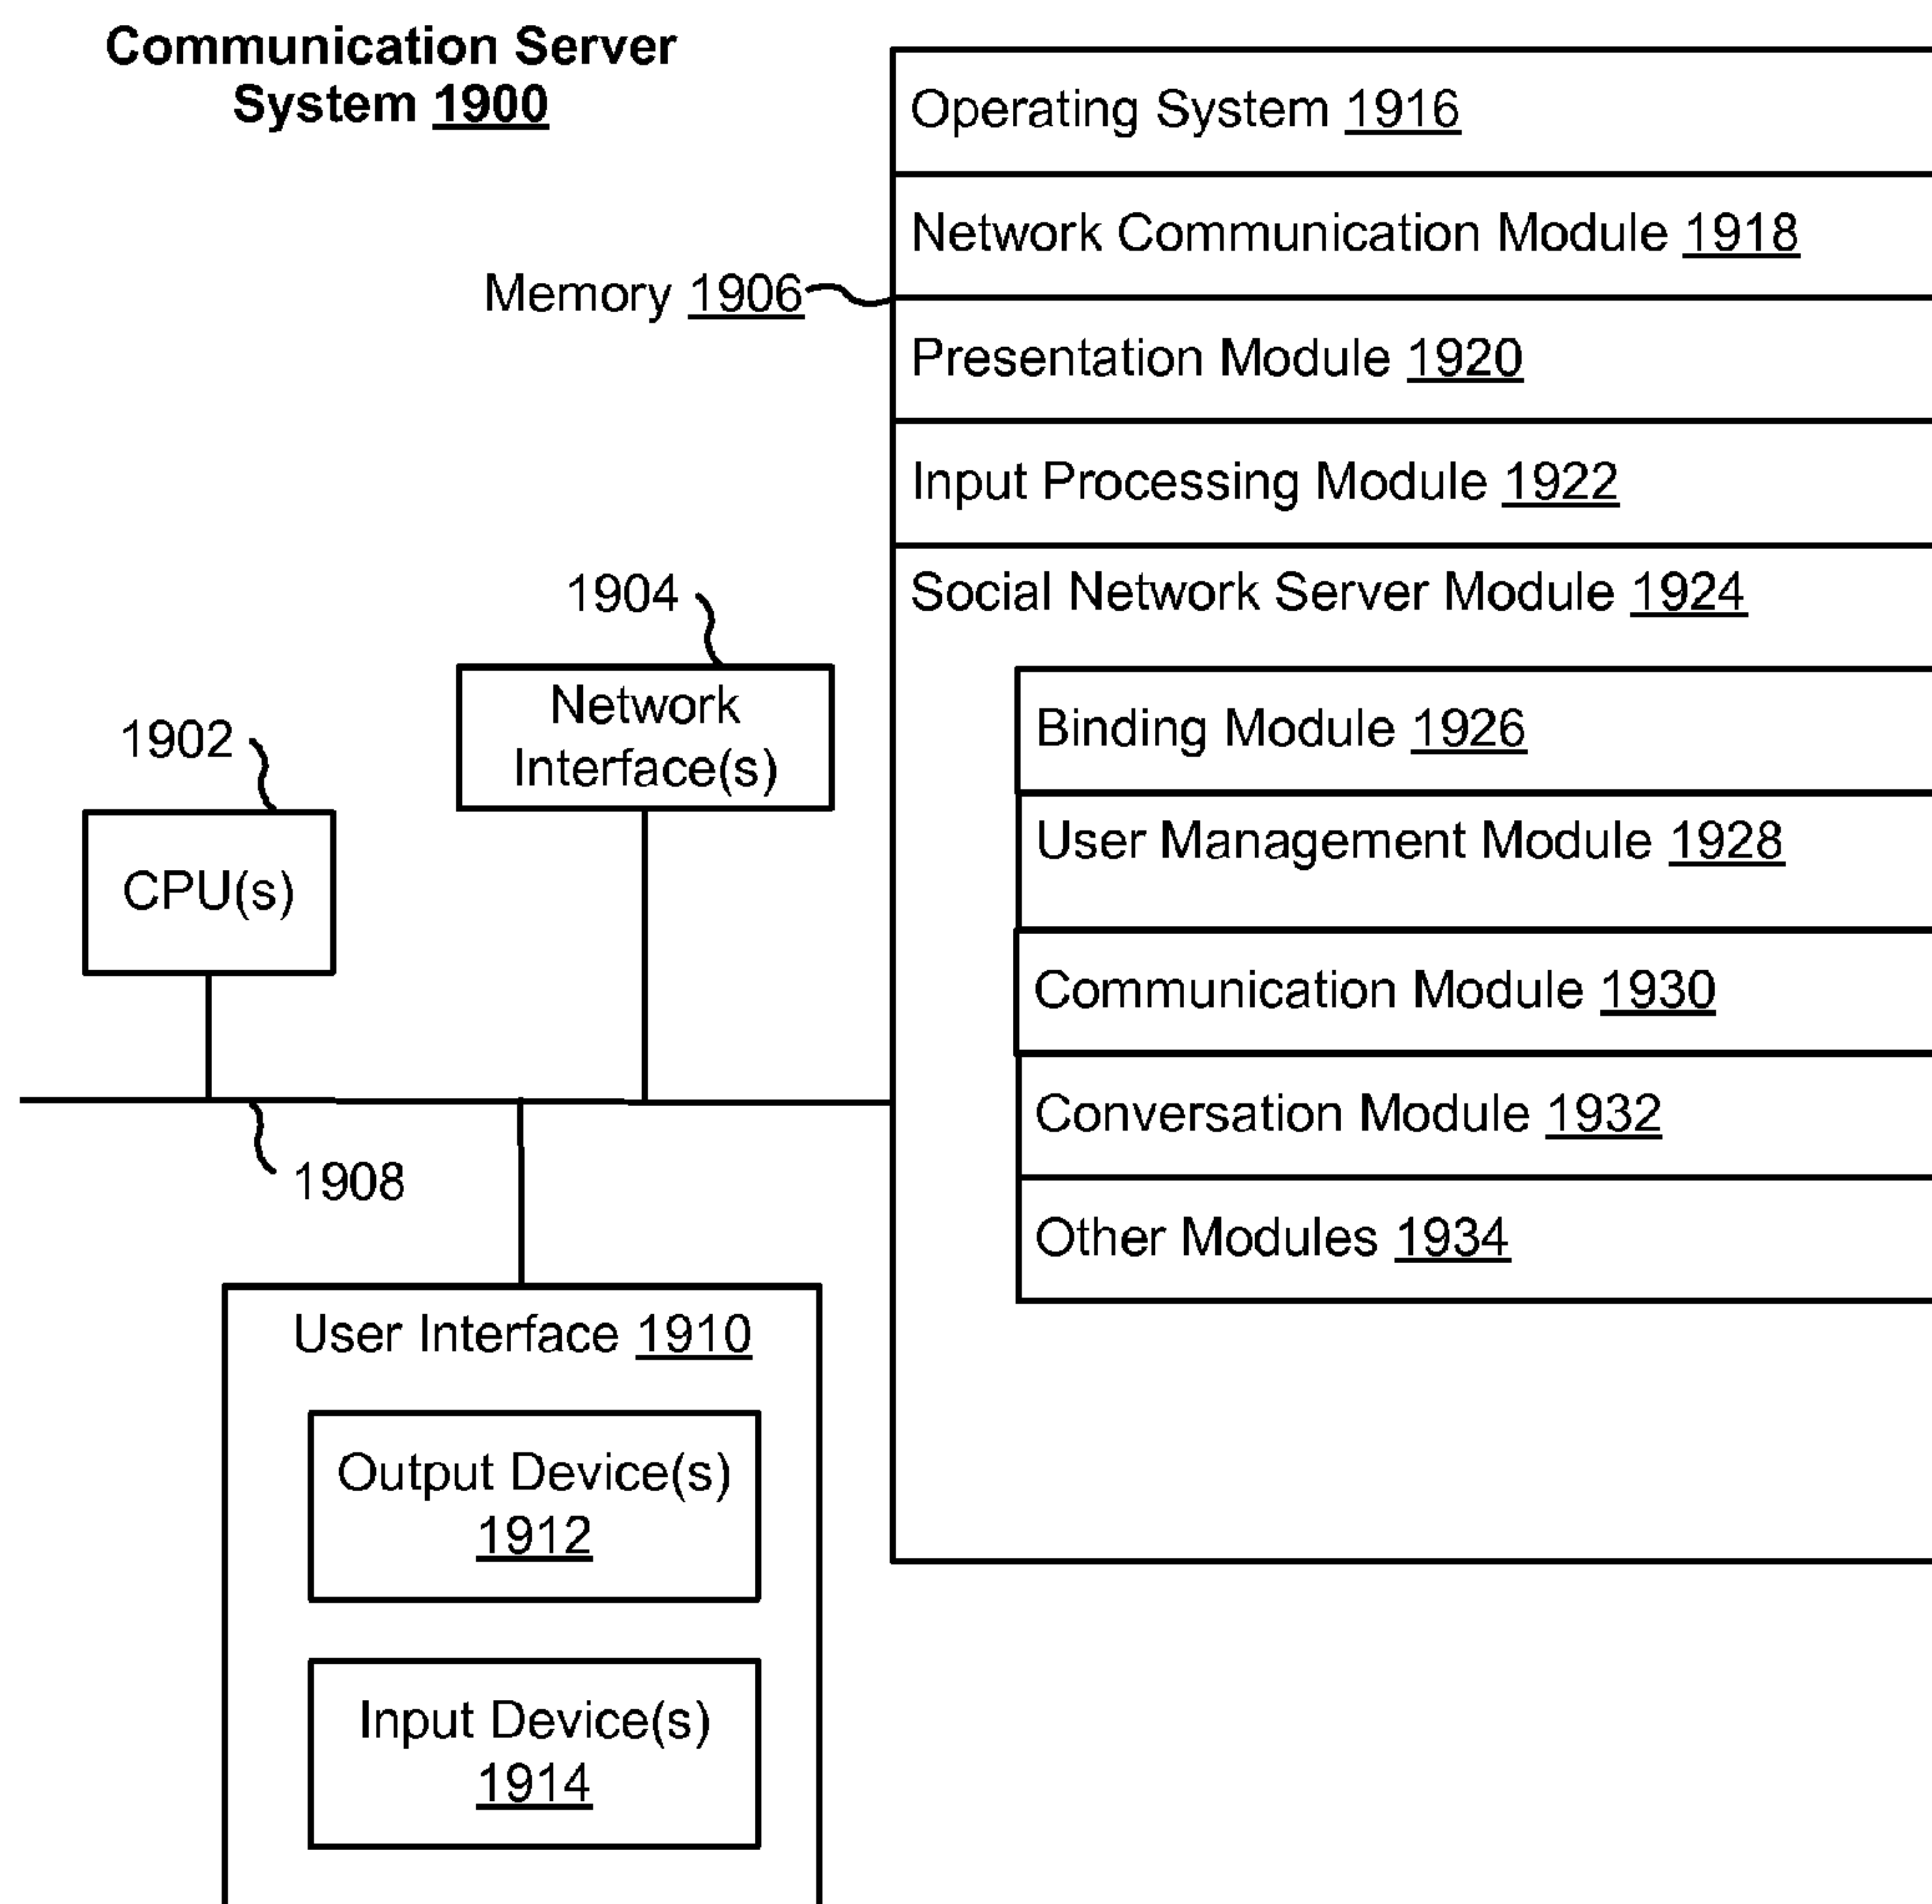 Communication Server
System 1900
Operating System 1916
Network Communication Module 1918
Memory 1906
Presentation Module 1920
Input Processing Module 1922
Social Network Server Module 1924
1904
Network
Interface(s)
1902
CPU(s)
Binding Module 1926
User Management Module 1928
Communication Module 1930
Conversation Module 1932
Other Modules 1934
1908
User Interface 1910
Output Device(s)
1912
Input Device(s)
1914